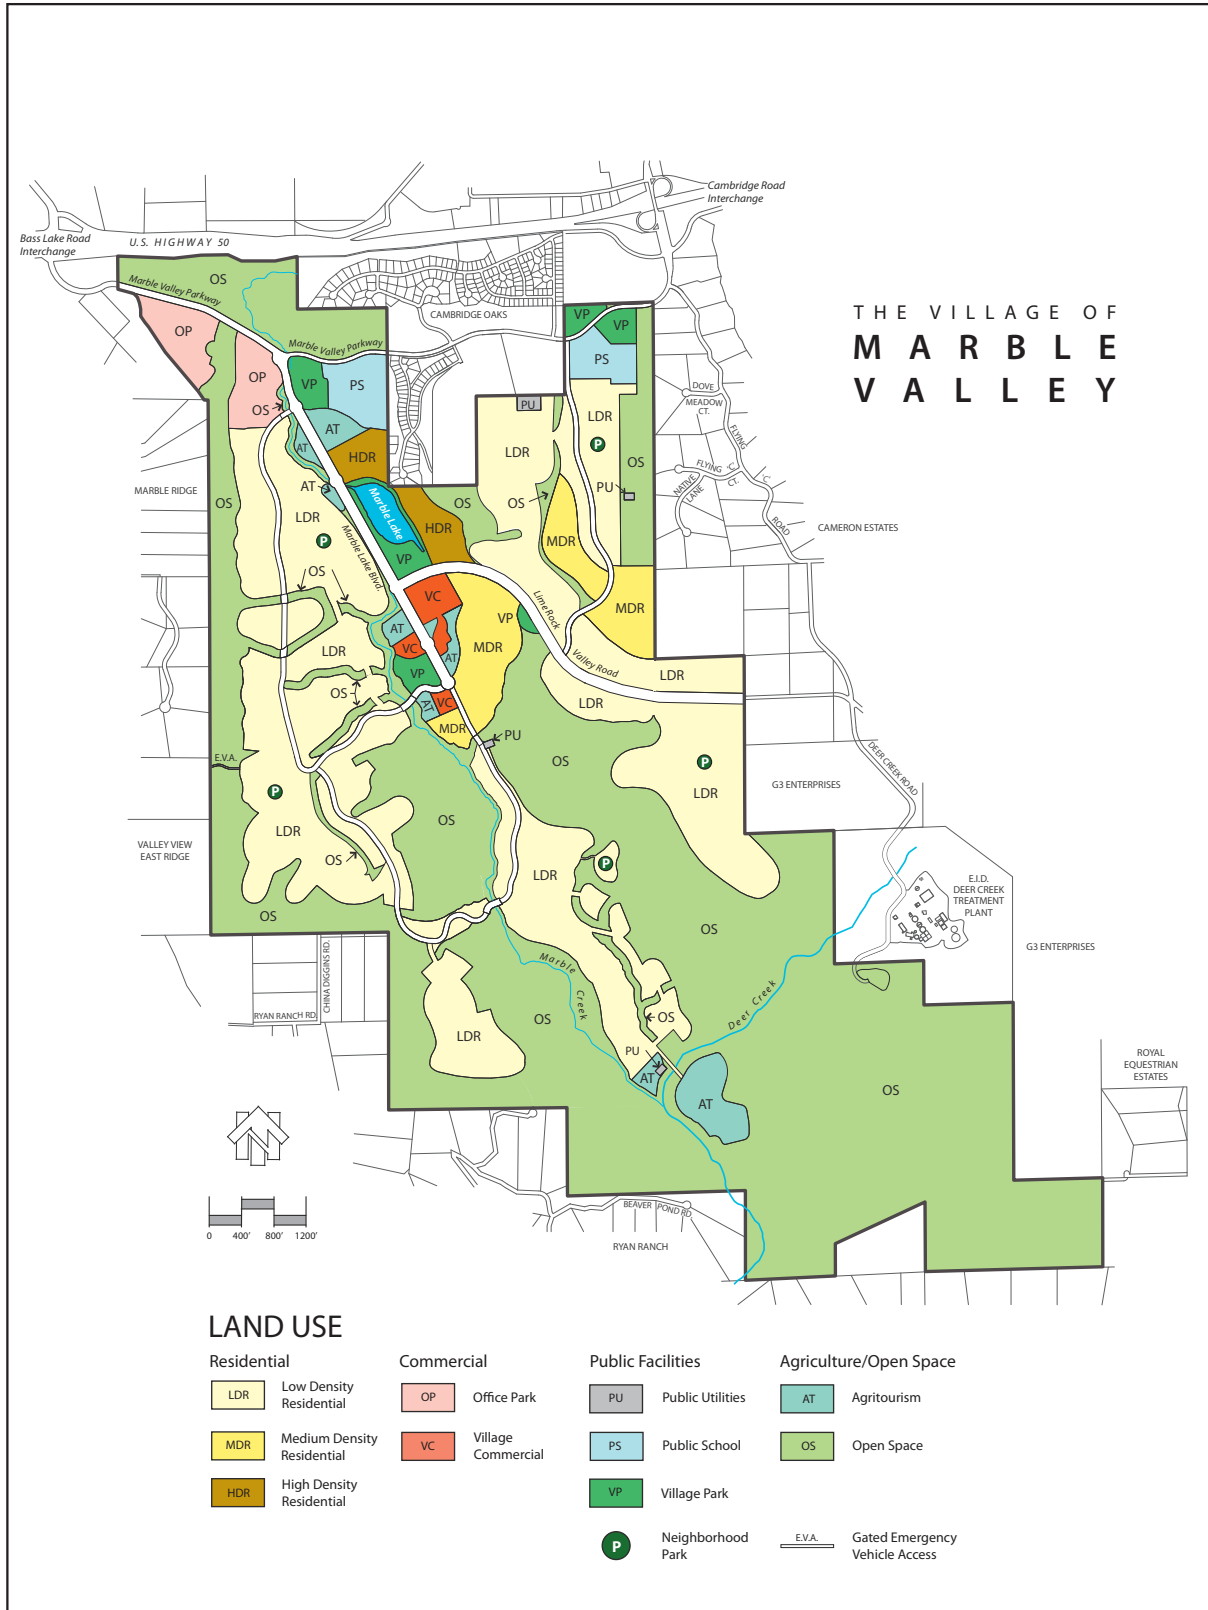 Cambridge Road
Interchange
Bass Lake Road
Interchange
U.S. HIGHWAY 50
OS
Marble Valley Parkway
THE VILLAGE OF
MARBLE
VALLEY
CAMBRIDGE OAKS
VP
VP
OP
Marble Valley Parkway
PS
OP
VP
PS
DOVE
MEADOW
CT.
PU
OS
LDR
AT
FLYING
P
AT
HDR
LDR
OS
FLYING 'C'
CT.
'C'
NATIVE
LANE
AT
PU
MARBLE RIDGE
OS
Marble Lake
OS
OS
ROAD
LDR
HDR
CAMERON ESTATES
P
Marble Lake Blvd.
MDR
VP
OS
Lime Rock
VC
MDR
VP
AT
MDR
LDR
VC
AT
Valley Road
VP
LDR
OS
AT
VC
LDR
MDR
PU
E.V.A.
OS
P
DEER CREEK ROAD
G3 ENTERPRISES
P
LDR
OS
LDR
VALLEY VIEW
EAST RIDGE
OS
P
LDR
E.I.D.
DEER CREEK
TREATMENT
PLANT
OS
OS
G3 ENTERPRISES
CHINA DIGGINS RD.
Marble
Creek
Deer Creek
RYAN RANCH RD.
OS
OS
LDR
PU
AT
ROYAL
EQUESTRIAN
ESTATES
OS
AT
BEAVER POND RD.
0 400' 800' 1200'
RYAN RANCH
LAND USE
Residential
LDR
Low Density
Residential
MDR
Medium Density
Residential
HDR
High Density
Residential
Commercial
OP
Office Park
VC
Village
Commercial
Public Facilities
PU
Public Utilities
PS
Public School
VP
Village Park
P
Neighborhood
Park
Agriculture/Open Space
AT
Agritourism
OS
Open Space
E.V.A.
Gated Emergency
Vehicle Access